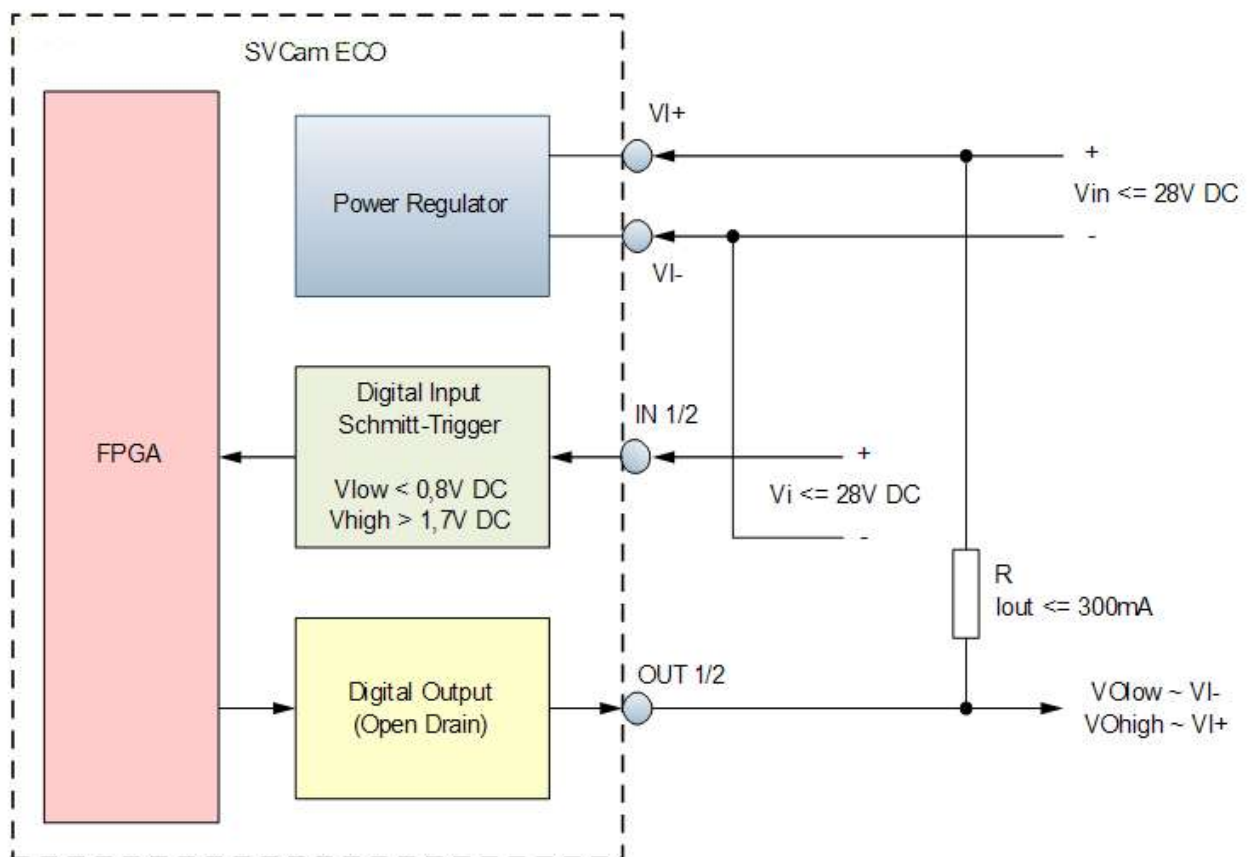 SVCam ECO
VI+
+
Power Regulator
Vin <= 28V DC
-
VI-
Digital Input
Schmitt-Trigger
IN 1/2
FPGA
+
Vlow < 0,8V DC
Vi <= 28V DC
Vhigh > 1,7V DC
-
R
Iout <= 300mA
OUT 1/2
Digital Output
(Open Drain)
VOlow ~ VI-
VOhigh ~ VI+